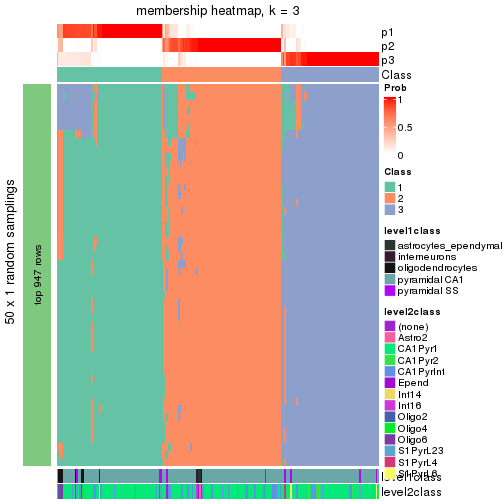 membership heatmap, k = 3
p1
p2
p3
Class
50 x 1 random samplings
top 947 rows
Prob
1
0.5
0
Class
1
2
3
level1class
astrocytes_ependymal
interneurons
oligodendrocytes
pyramidal CA1
pyramidal SS
level2class
(none)
Astro2
CA1Pyr1
CA1Pyr2
CA1PyrInt
Epend
Int14
Int16
Oligo2
Oligo4
Oligo6
S1PyrL23
S1PyrL4
S1PyrL6
level1class
level2class